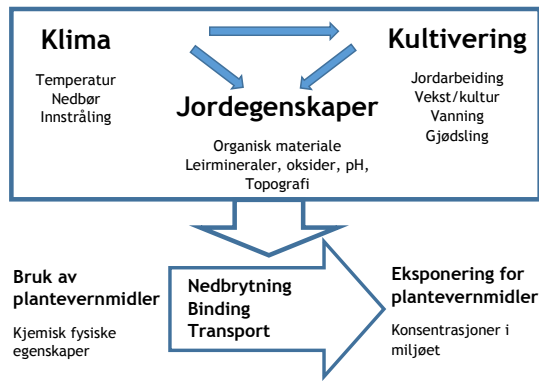 Klima
Temperatur
Nedbør
Innstråling
Kultivering
Jordarbeiding
Vekst/kultur
Vanning
Gjødsling
Jordegenskaper
Organisk materiale
Leirmineraler, oksider, pH,
Topografi
Bruk av
plantevernmidler
Kjemisk fysiske
egenskaper
Nedbrytning
Binding
Transport
Eksponering for
plantevernmidler
Konsentrasjoner i
miljøet